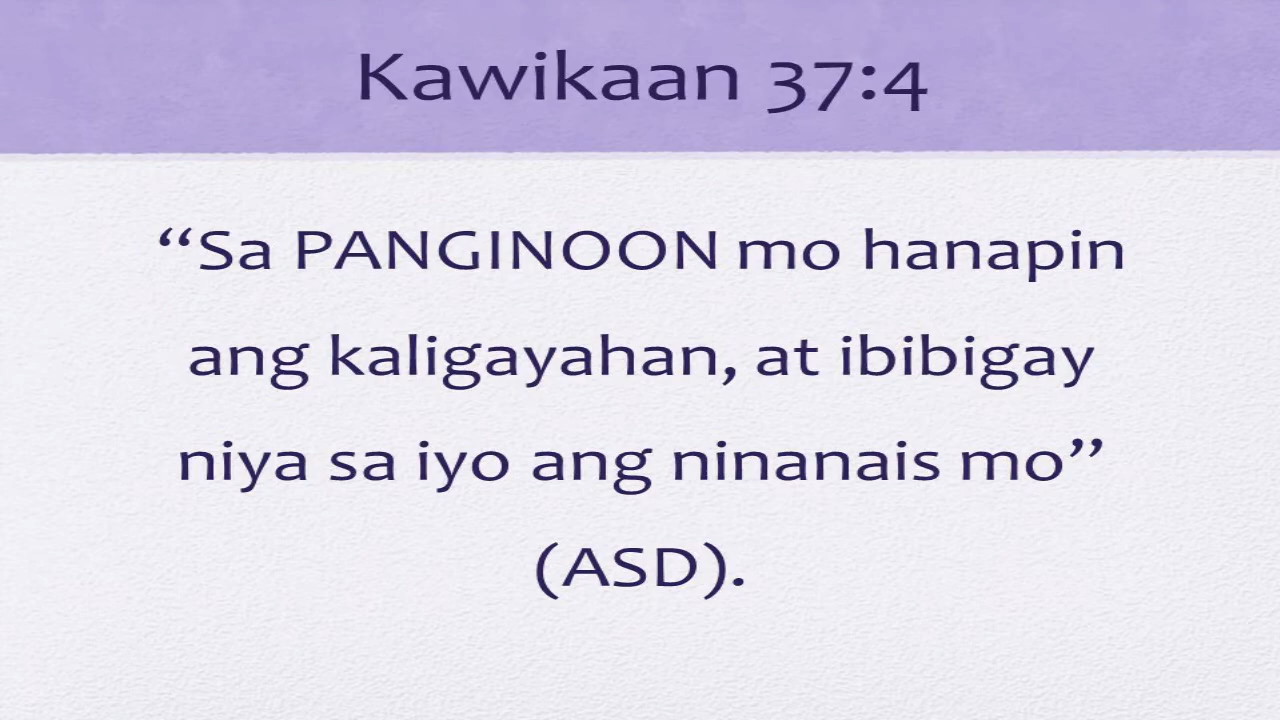 Kawikaan 37:4
“Sa PANGINOON mo hanapin
ang kaligayahan, at ibibigay
niya sa iyo ang ninanais mo”
(ASD).